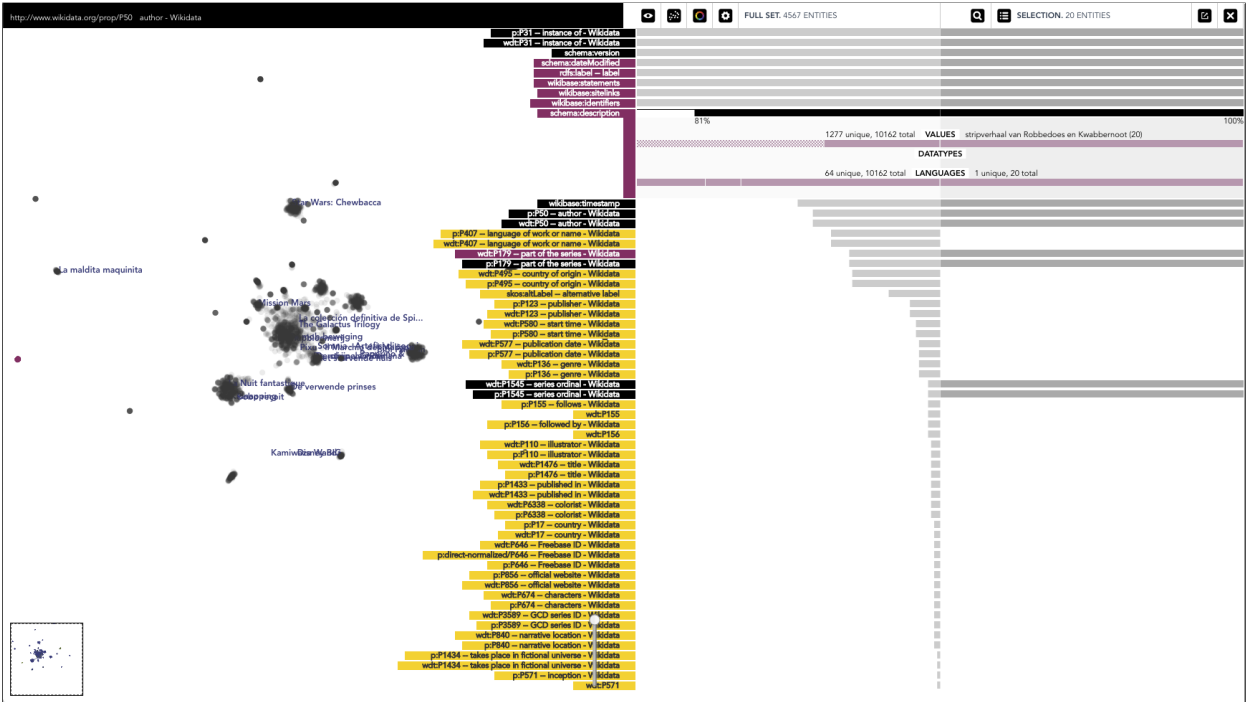 http://www.wikidata.org/prop/P50 author - Wikidata
FULL SET. 4567 ENTITIES
SELECTION. 20 ENTITIES
p:P31 – instance of - Wikidata
wdt:P31 – instance of - Wikidata
schema:version
schema:dateModified
rdfs:label – label
wikibase:statements
wikibase:sitelinks
wikibase:identifiers
schema:description
81%
100%
1277 unique, 10162 total VALUES stripverhaal van Robbedoes en Kwabbernoot (20)
DATATYPES
64 unique, 10162 total LANGUAGES 1 unique, 20 total
wikibase:timestamp
p:P50 – author - Wikidata
wdt:P50 – author - Wikidata
p:P407 – language of work or name - Wikidata
wdt:P407 – language of work or name - Wikidata
wdt:P179 – part of the series - Wikidata
p:P179 – part of the series - Wikidata
wdt:P495 – country of origin - Wikidata
p:P495 – country of origin - Wikidata
skos:altLabel – alternative label
p:P123 – publisher - Wikidata
wdt:P123 – publisher - Wikidata
wdt:P580 – start time - Wikidata
p:P580 – start time - Wikidata
wdt:P577 – publication date - Wikidata
p:P577 – publication date - Wikidata
wdt:P136 – genre - Wikidata
p:P136 – genre - Wikidata
wdt:P1545 – series ordinal - Wikidata
p:P1545 – series ordinal - Wikidata
p:P155 – follows - Wikidata
wdt:P155
p:P156 – followed by - Wikidata
wdt:P156
wdt:P110 – illustrator - Wikidata
p:P110 – illustrator - Wikidata
wdt:P1476 – title - Wikidata
p:P1476 – title - Wikidata
p:P1433 – published in - Wikidata
wdt:P1433 – published in - Wikidata
wdt:P6338 – colorist - Wikidata
p:P6338 – colorist - Wikidata
p:P17 – country - Wikidata
wdt:P17 – country - Wikidata
wdt:P646 – Freebase ID - Wikidata
p:direct-normalized/P646 – Freebase ID - Wikidata
p:P646 – Freebase ID - Wikidata
p:P856 – official website - Wikidata
wdt:P856 – official website - Wikidata
wdt:P674 – characters - Wikidata
p:P674 – characters - Wikidata
wdt:P3589 – GCD series ID - Wikidata
p:P3589 – GCD series ID - Wikidata
wdt:P840 – narrative location - Wikidata
p:P840 – narrative location - Wikidata
p:P1434 – takes place in fictional universe - Wikidata
wdt:P1434 – takes place in fictional universe - Wikidata
p:P571 – inception - Wikidata
wdt:P571
Wars: Chewbacca
La maldita maquinita
Mission Mars
La colección definitiva de Spi...
The Galactus Trilogy
Nuit fantastique
De verwende prinses